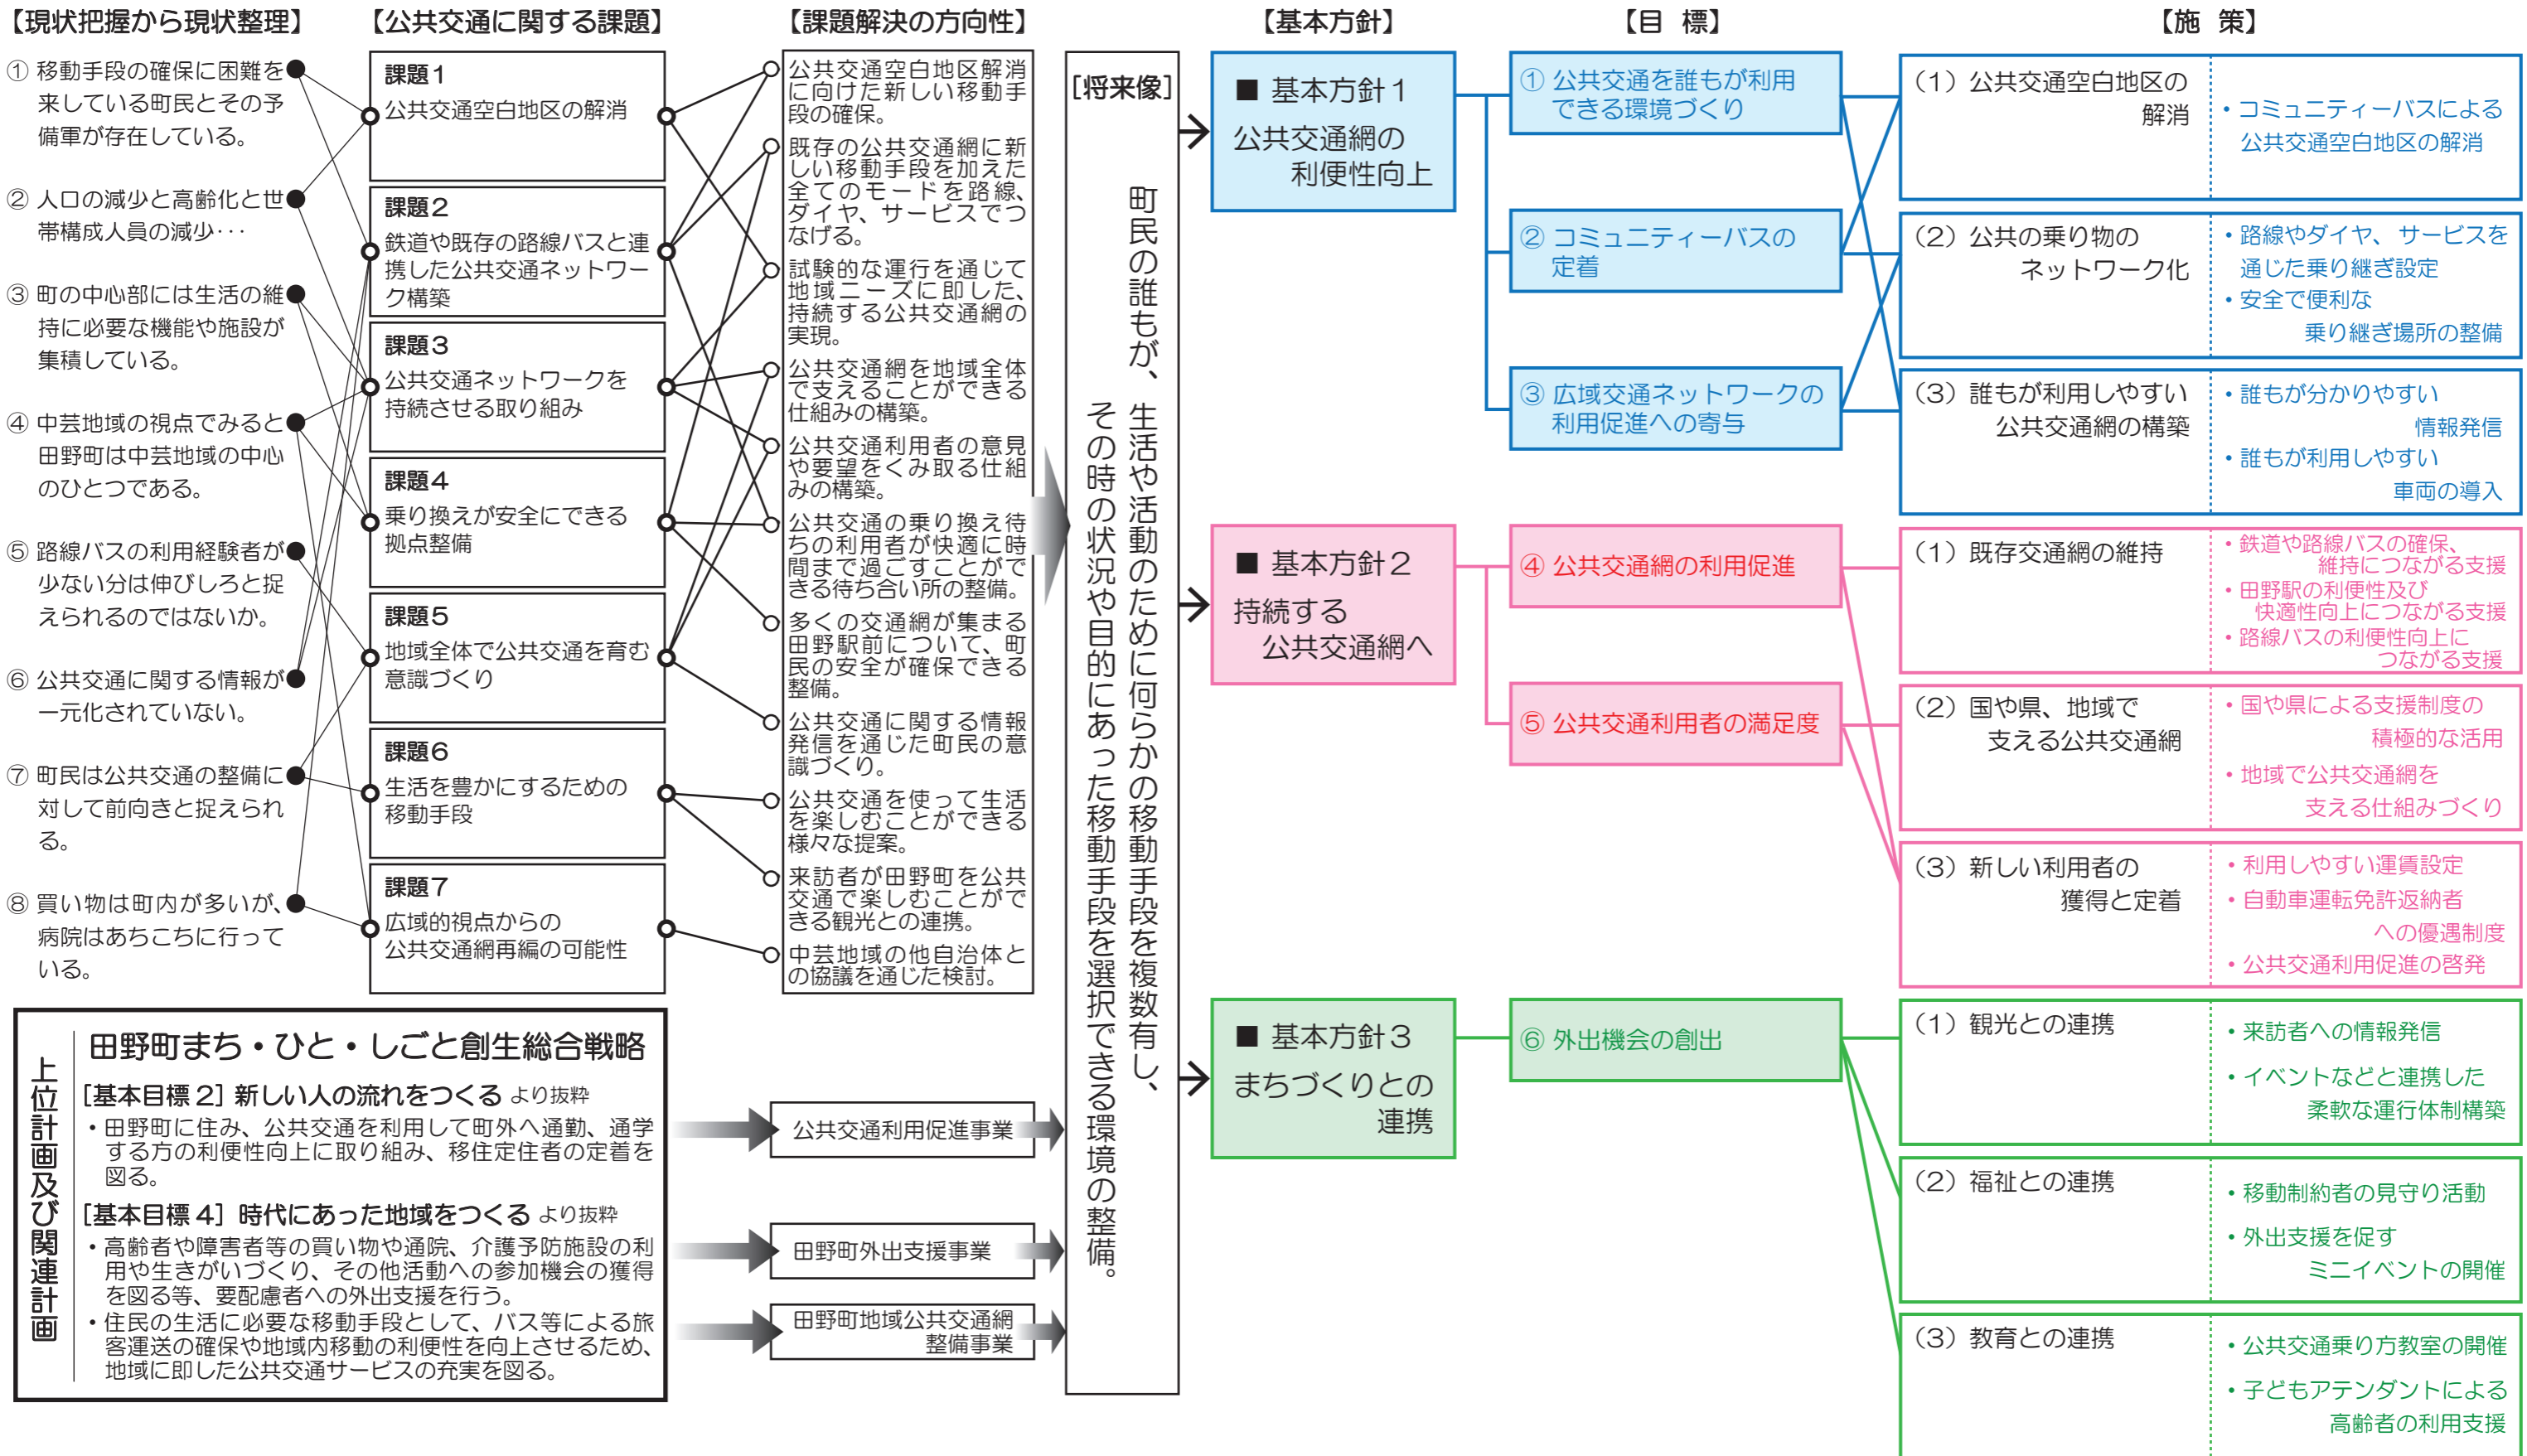 【現状把握から現状整理】
① 移動手段の確保に困難を
来している町民とその予
備軍が存在している。
② 人口の減少と高齢化と世
帯構成人員の減少･･･
③ 町の中心部には生活の維
持に必要な機能や施設が
集積している。
④ 中芸地域の視点でみると
田野町は中芸地域の中心
のひとつである。
⑤ 路線バスの利用経験者が
少ない分は伸びしろと捉
えられるのではないか。
⑥ 公共交通に関する情報が
一元化されていない。
⑦ 町民は公共交通の整備に
対して前向きと捉えられ
る。
⑧ 買い物は町内が多いが、
病院はあちこちに行って
いる。
【公共交通に関する課題】
課題１
公共交通空白地区の解消
課題２
鉄道や既存の路線バスと連
携した公共交通ネットワー
ク構築
課題３
公共交通ネットワークを
持続させる取り組み
課題４
乗り換えが安全にできる
拠点整備
課題５
地域全体で公共交通を育む
意識づくり
課題６
生活を豊かにするための
移動手段
課題７
広域的視点からの
公共交通網再編の可能性
【課題解決の方向性】
公共交通空白地区解消
に向けた新しい移動手
段の確保。
既存の公共交通網に新
しい移動手段を加えた
全てのモードを路線、
ダイヤ、サービスでつ
なげる。
試験的な運行を通じて
地域ニーズに即した、
持続する公共交通網の
実現。
公共交通網を地域全体
で支えることができる
仕組みの構築。
公共交通利用者の意見
や要望をくみ取る仕組
みの構築。
公共交通の乗り換え待
ちの利用者が快適に時
間まで過ごすことがで
きる待ち合い所の整備。
多くの交通網が集まる
田野駅前について、町
民の安全が確保できる
整備。
公共交通に関する情報
発信を通じた町民の意
識づくり。
公共交通を使って生活
を楽しむことができる
様々な提案。
来訪者が田野町を公共
交通で楽しむことがで
きる観光との連携。
中芸地域の他自治体と
の協議を通じた検討。
上位計画及び関連計画
田野町まち・ひと・しごと創生総合戦略
［基本目標 2］新しい人の流れをつくる より抜粋
・田野町に住み、公共交通を利用して町外へ通勤、通学
する方の利便性向上に取り組み、移住定住者の定着を
図る。
［基本目標 4］時代にあった地域をつくる より抜粋
・高齢者や障害者等の買い物や通院、介護予防施設の利
用や生きがいづくり、その他活動への参加機会の獲得
を図る等、要配慮者への外出支援を行う。
・住民の生活に必要な移動手段として、バス等による旅
客運送の確保や地域内移動の利便性を向上させるため、
地域に即した公共交通サービスの充実を図る。
公共交通利用促進事業
田野町外出支援事業
田野町地域公共交通網
整備事業
［将来像］
町民の誰もが、生活や活動のために何らかの移動手段を複数有し、
その時の状況や目的にあった移動手段を選択できる環境の整備。
【基本方針】
■ 基本方針１
公共交通網の
利便性向上
■ 基本方針２
持続する
公共交通網へ
■ 基本方針３
まちづくりとの
連携
【目 標】
① 公共交通を誰もが利用
できる環境づくり
② コミュニティーバスの
定着
③ 広域交通ネットワークの
利用促進への寄与
④ 公共交通網の利用促進
⑤ 公共交通利用者の満足度
⑥ 外出機会の創出
【施 策】
（１）公共交通空白地区の
解消
・コミュニティーバスによる
公共交通空白地区の解消
（２）公共の乗り物の
ネットワーク化
・路線やダイヤ、サービスを
通じた乗り継ぎ設定
・安全で便利な
乗り継ぎ場所の整備
（３）誰もが利用しやすい
公共交通網の構築
・誰もが分かりやすい
情報発信
・誰もが利用しやすい
車両の導入
（１）既存交通網の維持
・鉄道や路線バスの確保、
維持につながる支援
・田野駅の利便性及び
快適性向上につながる支援
・路線バスの利便性向上に
つながる支援
（２）国や県、地域で
支える公共交通網
・国や県による支援制度の
積極的な活用
・地域で公共交通網を
支える仕組みづくり
（３）新しい利用者の
獲得と定着
・利用しやすい運賃設定
・自動車運転免許返納者
への優遇制度
・公共交通利用促進の啓発
（１）観光との連携
・来訪者への情報発信
・イベントなどと連携した
柔軟な運行体制構築
（２）福祉との連携
・移動制約者の見守り活動
・外出支援を促す
ミニイベントの開催
（３）教育との連携
・公共交通乗り方教室の開催
・子どもアテンダントによる
高齢者の利用支援